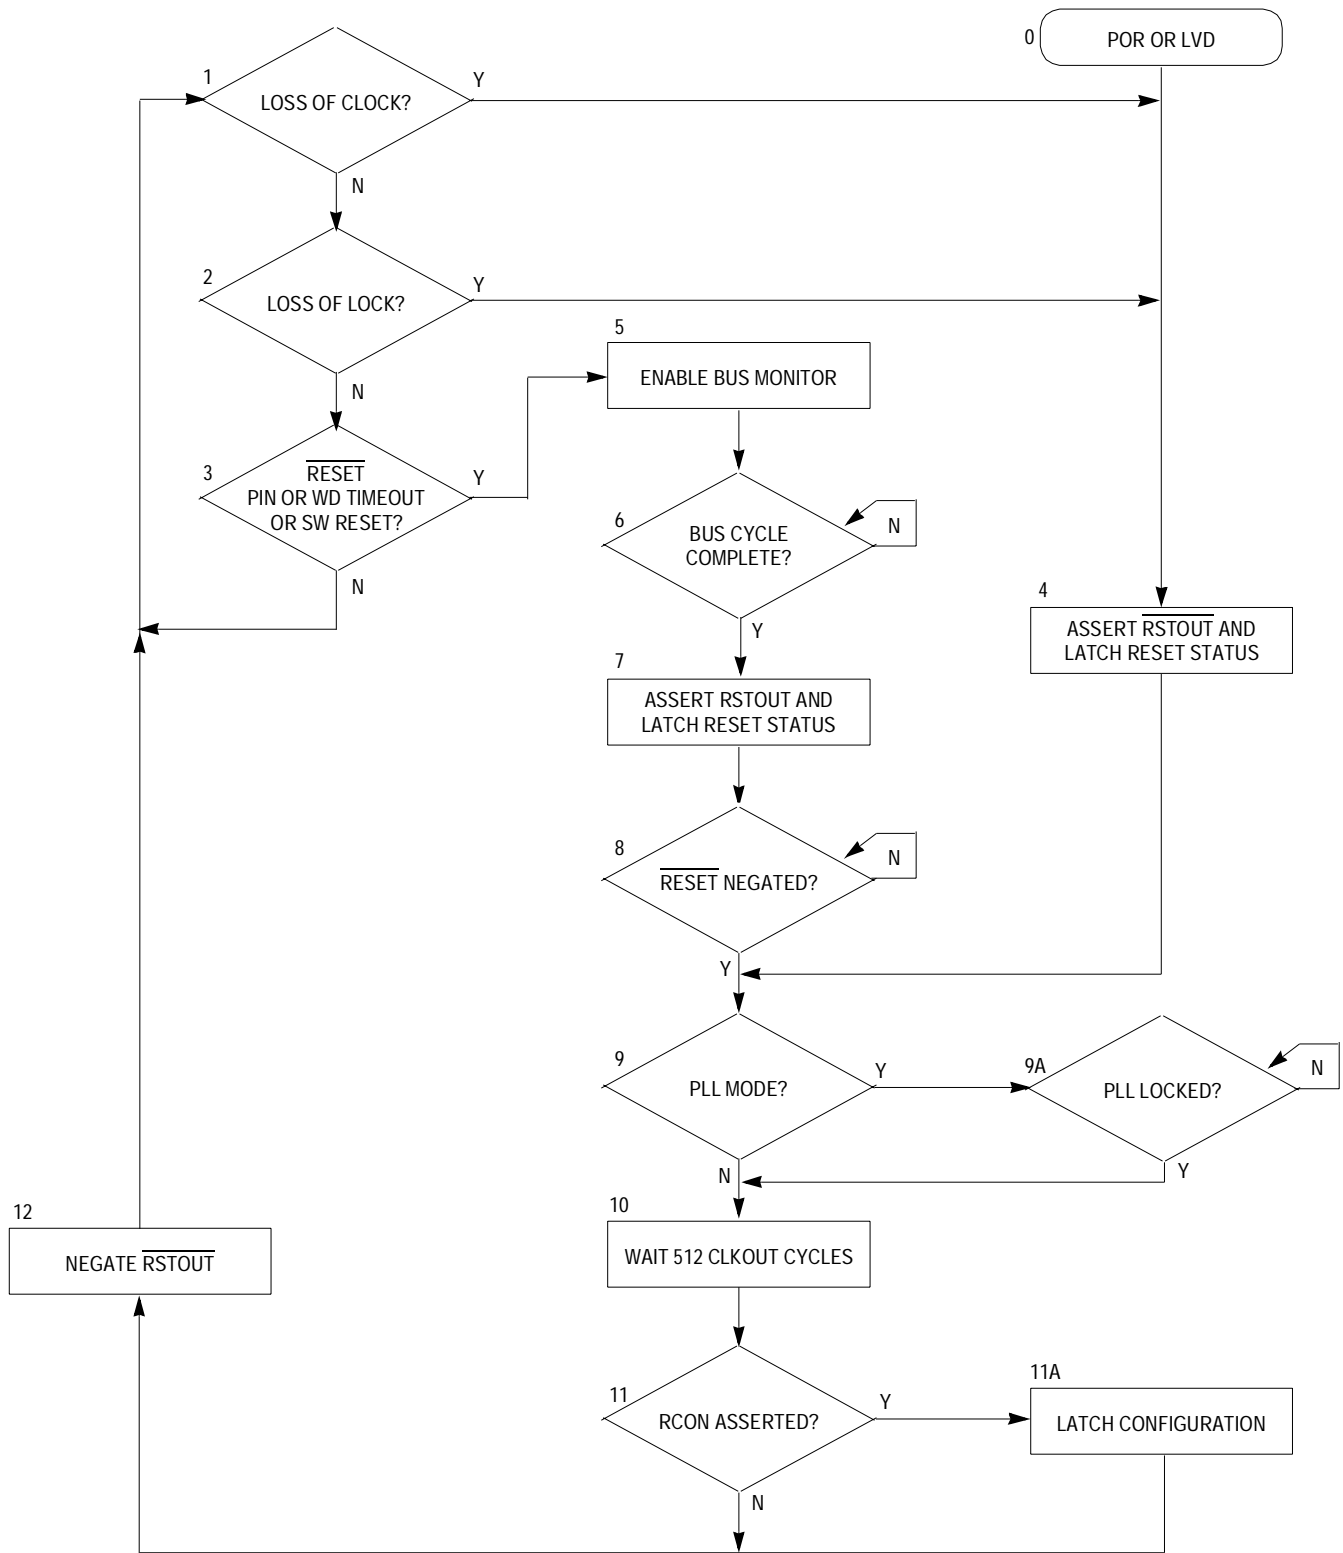 0
POR OR LVD
1
LOSS OF CLOCK?
Y
N
2
LOSS OF LOCK?
Y
N
3
RESET
PIN OR WD TIMEOUT
OR SW RESET?
Y
N
5
ENABLE BUS MONITOR
6
BUS CYCLE
COMPLETE?
N
Y
4
ASSERT RSTOUT AND
LATCH RESET STATUS
7
ASSERT RSTOUT AND
LATCH RESET STATUS
8
RESET NEGATED?
N
Y
9
PLL MODE?
Y
N
9A
PLL LOCKED?
N
Y
10
WAIT 512 CLKOUT CYCLES
12
NEGATE RSTOUT
11
RCON ASSERTED?
Y
N
11A
LATCH CONFIGURATION